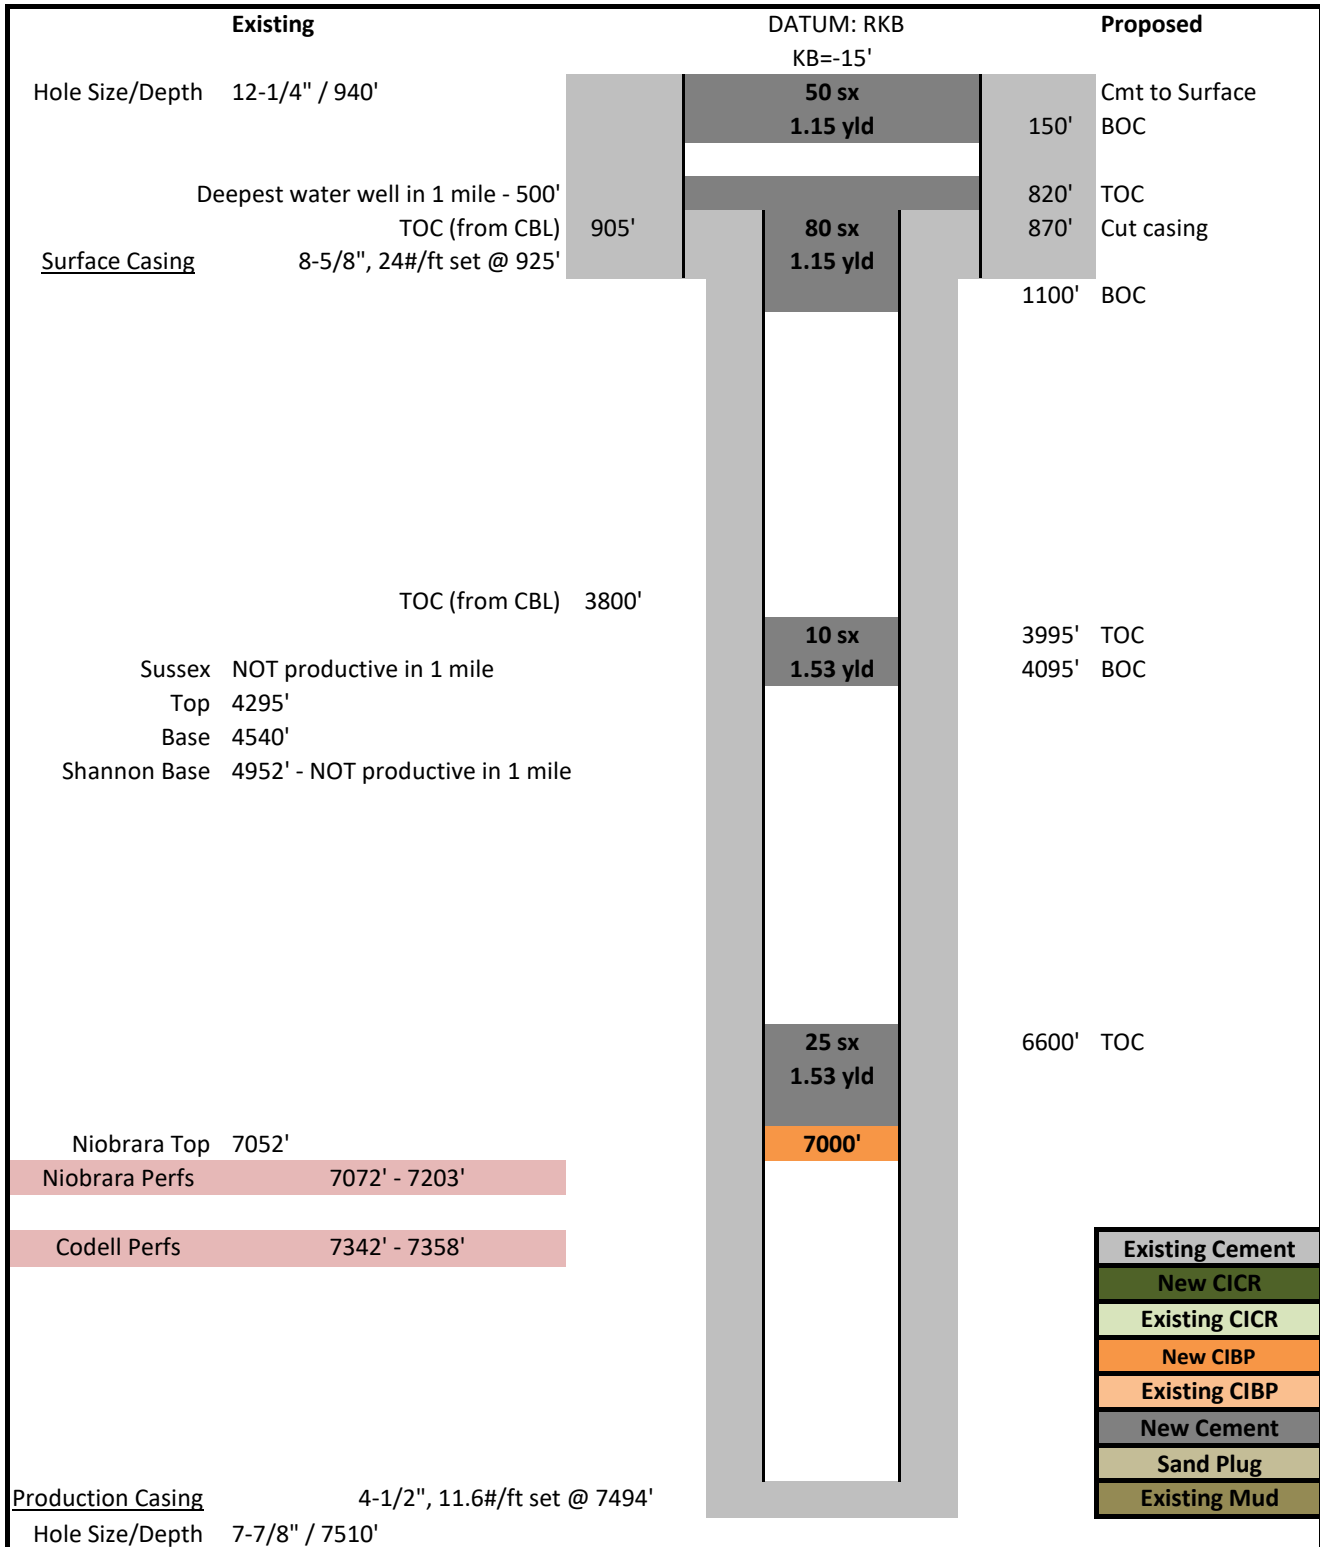 Existing DATUM: RKB Proposed
KB=-15'
Hole Size/Depth 12-1/4" / 940' 50 sx Cmt to Surface
1.15 yld 150' BOC
Deepest water well in 1 mile - 500' 820' TOC
TOC (from CBL) 905' 80 sx 870' Cut casing
Surface Casing 8-5/8", 24#/ft set @ 925' 1.15 yld
1100' BOC
TOC (from CBL) 3800'
10 sx 3995' TOC
Sussex NOT productive in 1 mile 1.53 yld 4095' BOC
Top 4295'
Base 4540'
Shannon Base 4952' - NOT productive in 1 mile
25 sx 6600' TOC
1.53 yld
Niobrara Top 7052' 7000'
Niobrara Perfs 7072' - 7203'
Codell Perfs 7342' - 7358' Existing Cement
New CICR
Existing CICR
New CIBP
Existing CIBP
New Cement
Sand Plug
Production Casing 4-1/2", 11.6#/ft set @ 7494' Existing Mud
Hole Size/Depth 7-7/8" / 7510'